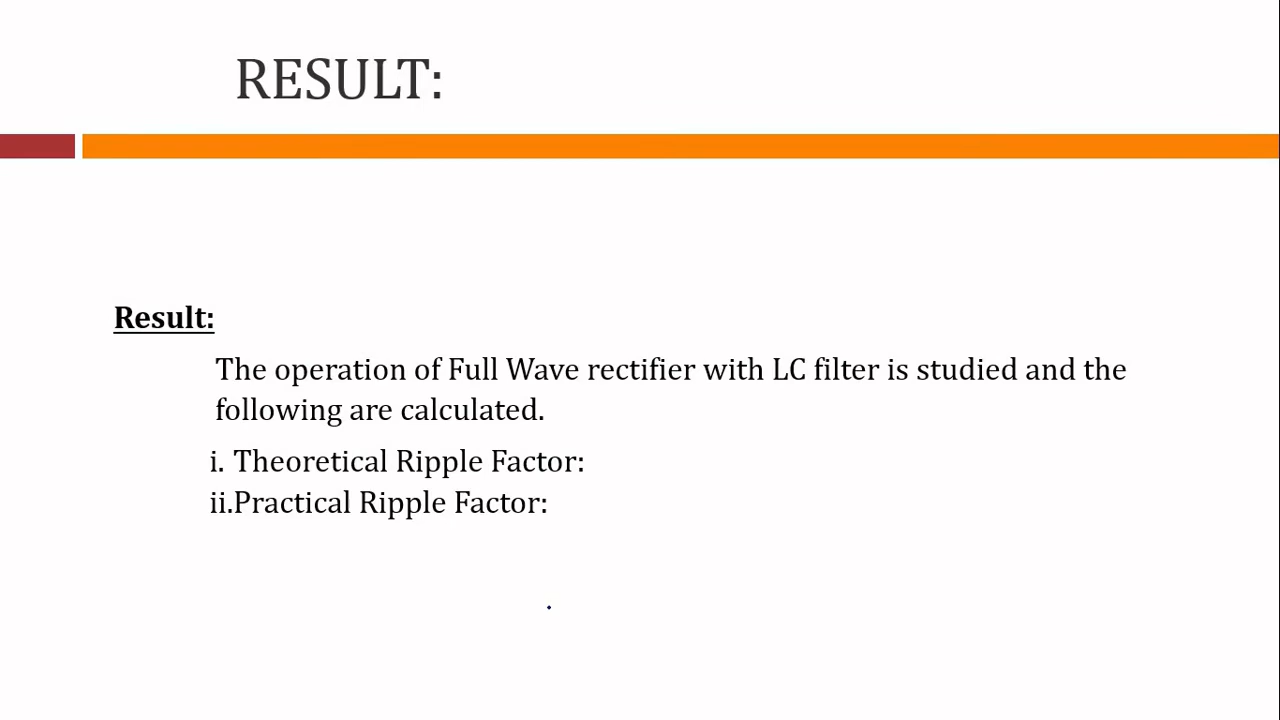 RESULT:
Result:
The operation of Full Wave rectifier with LC filter is studied and the
following are calculated.
i. Theoretical Ripple Factor:
ii.Practical Ripple Factor:
.